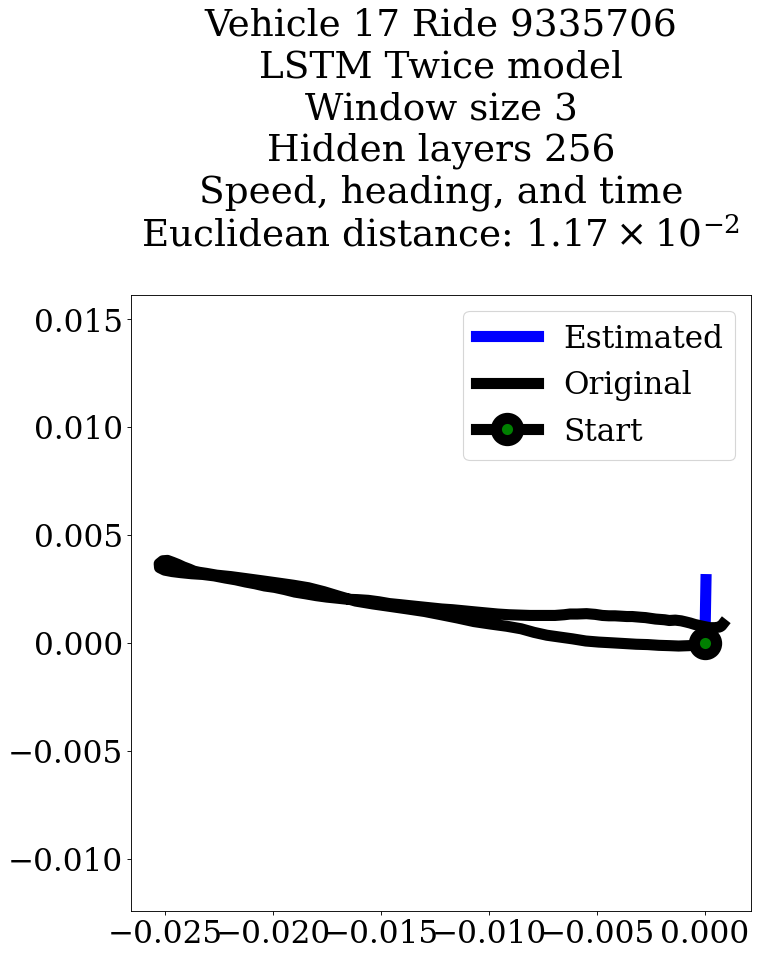 Vehicle 17 Ride 9335706
LSTM Twice model
Window size 3
Hidden layers 256
Speed, heading, and time
Euclidean distance: 1.17 × 10⁻²
Estimated
Original
Start
0.015
0.010
0.005
0.000
−0.005
−0.010
−0.025 −0.020 −0.015 −0.010 −0.005 0.000